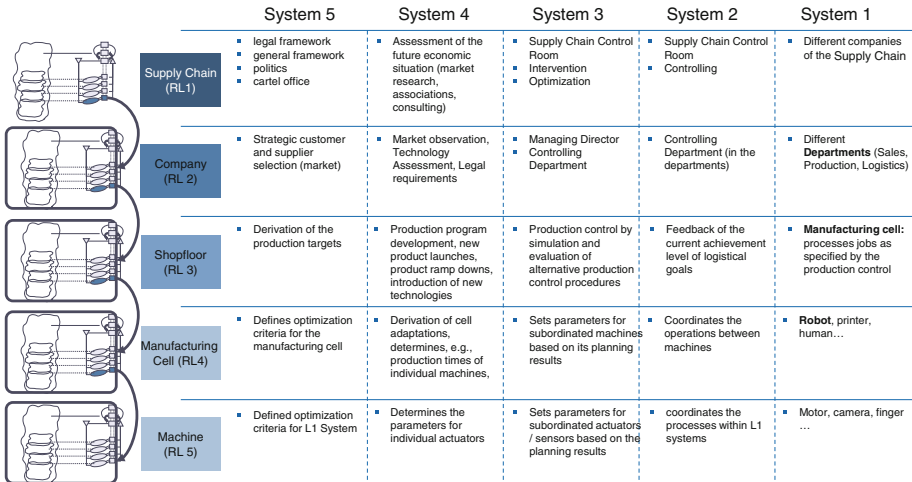 System 5
System 4
System 3
System 2
System 1
Supply Chain
(RL1)
legal framework
general framework
politics
cartel office
Assessment of the
future economic
situation (market
research,
associations,
consulting)
Supply Chain Control
Room
Intervention
Optimization
Supply Chain Control
Room
Controlling
Different companies
of the Supply Chain
Company
(RL 2)
Strategic customer
and supplier
selection (market)
Market observation,
Technology
Assessment, Legal
requirements
Managing Director
Controlling
Department
Controlling
Department (in the
departments)
Different
Departments (Sales,
Production, Logistics)
Shopfloor
(RL 3)
Derivation of the
production targets
Production program
development, new
product launches,
product ramp downs,
introduction of new
technologies
Production control by
simulation and
evaluation of
alternative production
control procedures
Feedback of the
current achievement
level of logistical
goals
Manufacturing cell:
processes jobs as
specified by the
production control
Manufacturing
Cell (RL4)
Defines optimization
criteria for the
manufacturing cell
Derivation of cell
adaptations,
determines, e.g.,
production times of
individual machines,
Sets parameters for
subordinated machines
based on its planning
results
Coordinates the
operations between
machines
Robot, printer,
human…
Machine
(RL 5)
Defined optimization
criteria for L1 System
Determines the
parameters for
individual actuators
Sets parameters for
subordinated actuators
/ sensors based on the
planning results
coordinates the
processes within L1
systems
Motor, camera, finger
…